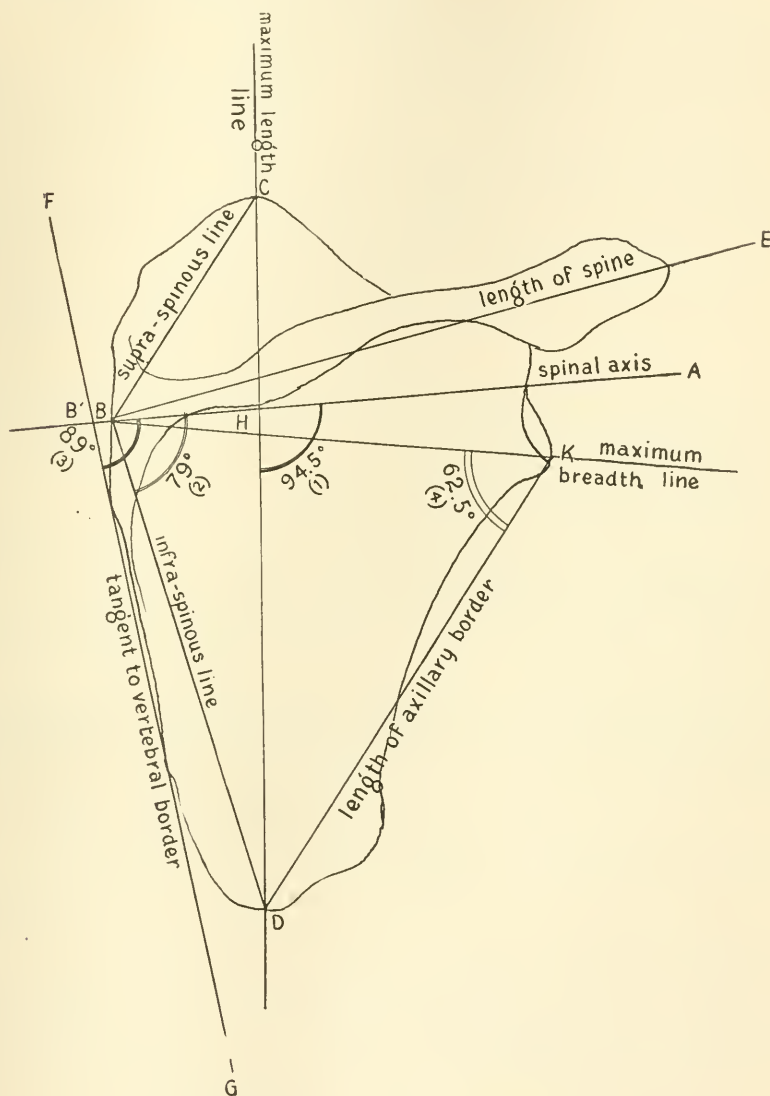 maximum length
line
C
F
supra-spinous line
length of spine
E
spinal axis
A
B' B
H
K maximum
breadth line
89°
(3)
79°
(2)
94.5°
(1)
62.5°
(4)
infra-spinous line
tangent to vertebral border
length of axillary border
D
G